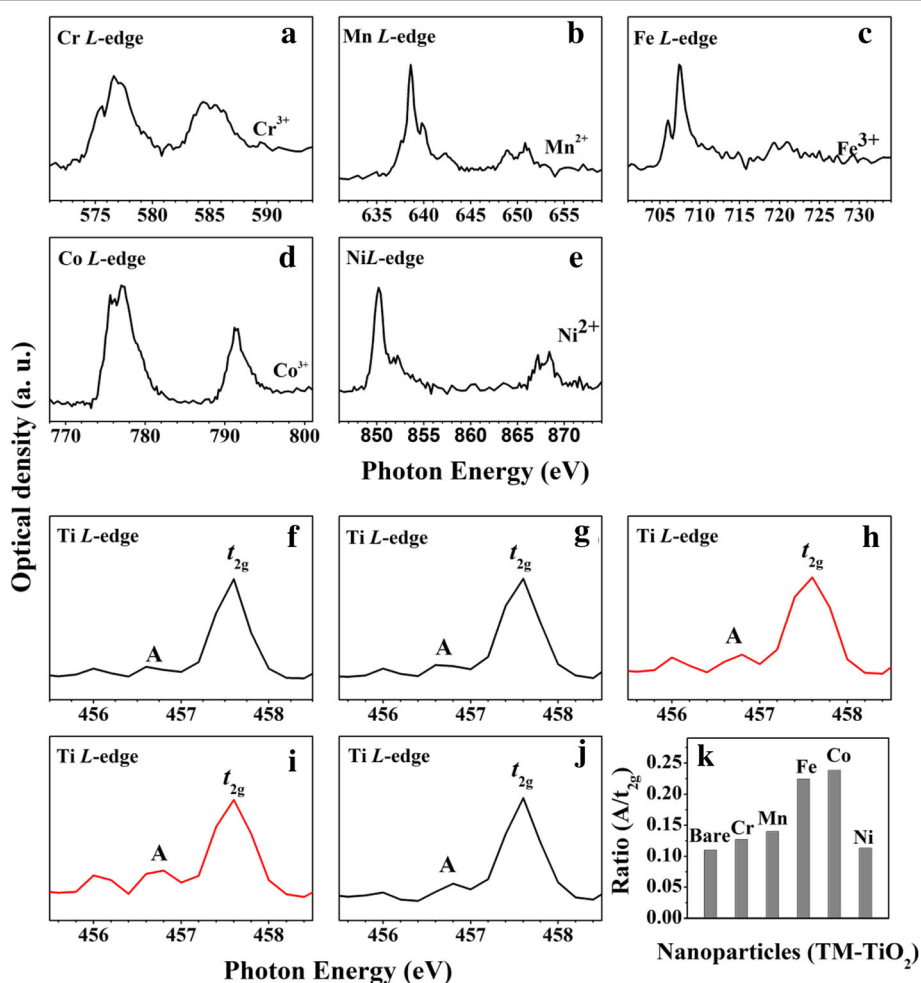 Cr L-edge
a
Cr³⁺
575 580 585 590
Mn L-edge
b
Mn²⁺
635 640 645 650 655
Fe L-edge
c
Fe³⁺
705 710 715 720 725 730
Co L-edge
d
Co³⁺
770 780 790 800
NiL-edge
e
Ni²⁺
850 855 860 865 870
Photon Energy (eV)
Optical density (a. u.)
Ti L-edge
f
t₂g
A
456 457 458
Ti L-edge
g
t₂g
A
456 457 458
Ti L-edge
h
t₂g
A
456 457 458
Ti L-edge
i
t₂g
A
456 457 458
Ti L-edge
j
t₂g
A
456 457 458
Photon Energy (eV)
k
Ratio (A/t₂g)
0.25
0.20
0.15
0.10
0.05
0.00
Bare Cr Mn Fe Co Ni
Nanoparticles (TM-TiO₂)